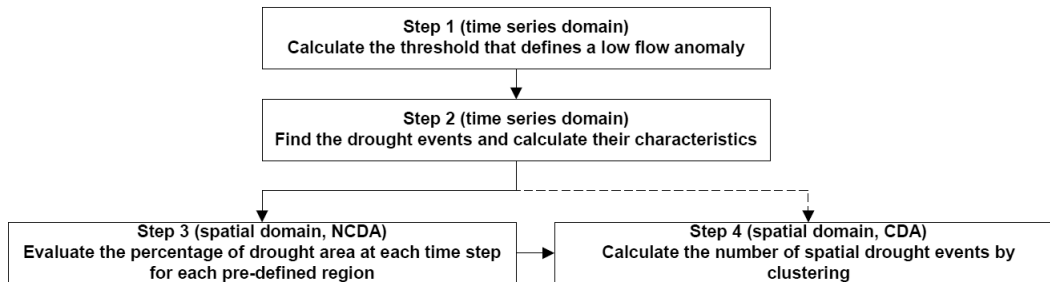 Step 1 (time series domain)
Calculate the threshold that defines a low flow anomaly
Step 2 (time series domain)
Find the drought events and calculate their characteristics
Step 3 (spatial domain, NCDA)
Evaluate the percentage of drought area at each time step
for each pre-defined region
Step 4 (spatial domain, CDA)
Calculate the number of spatial drought events by
clustering